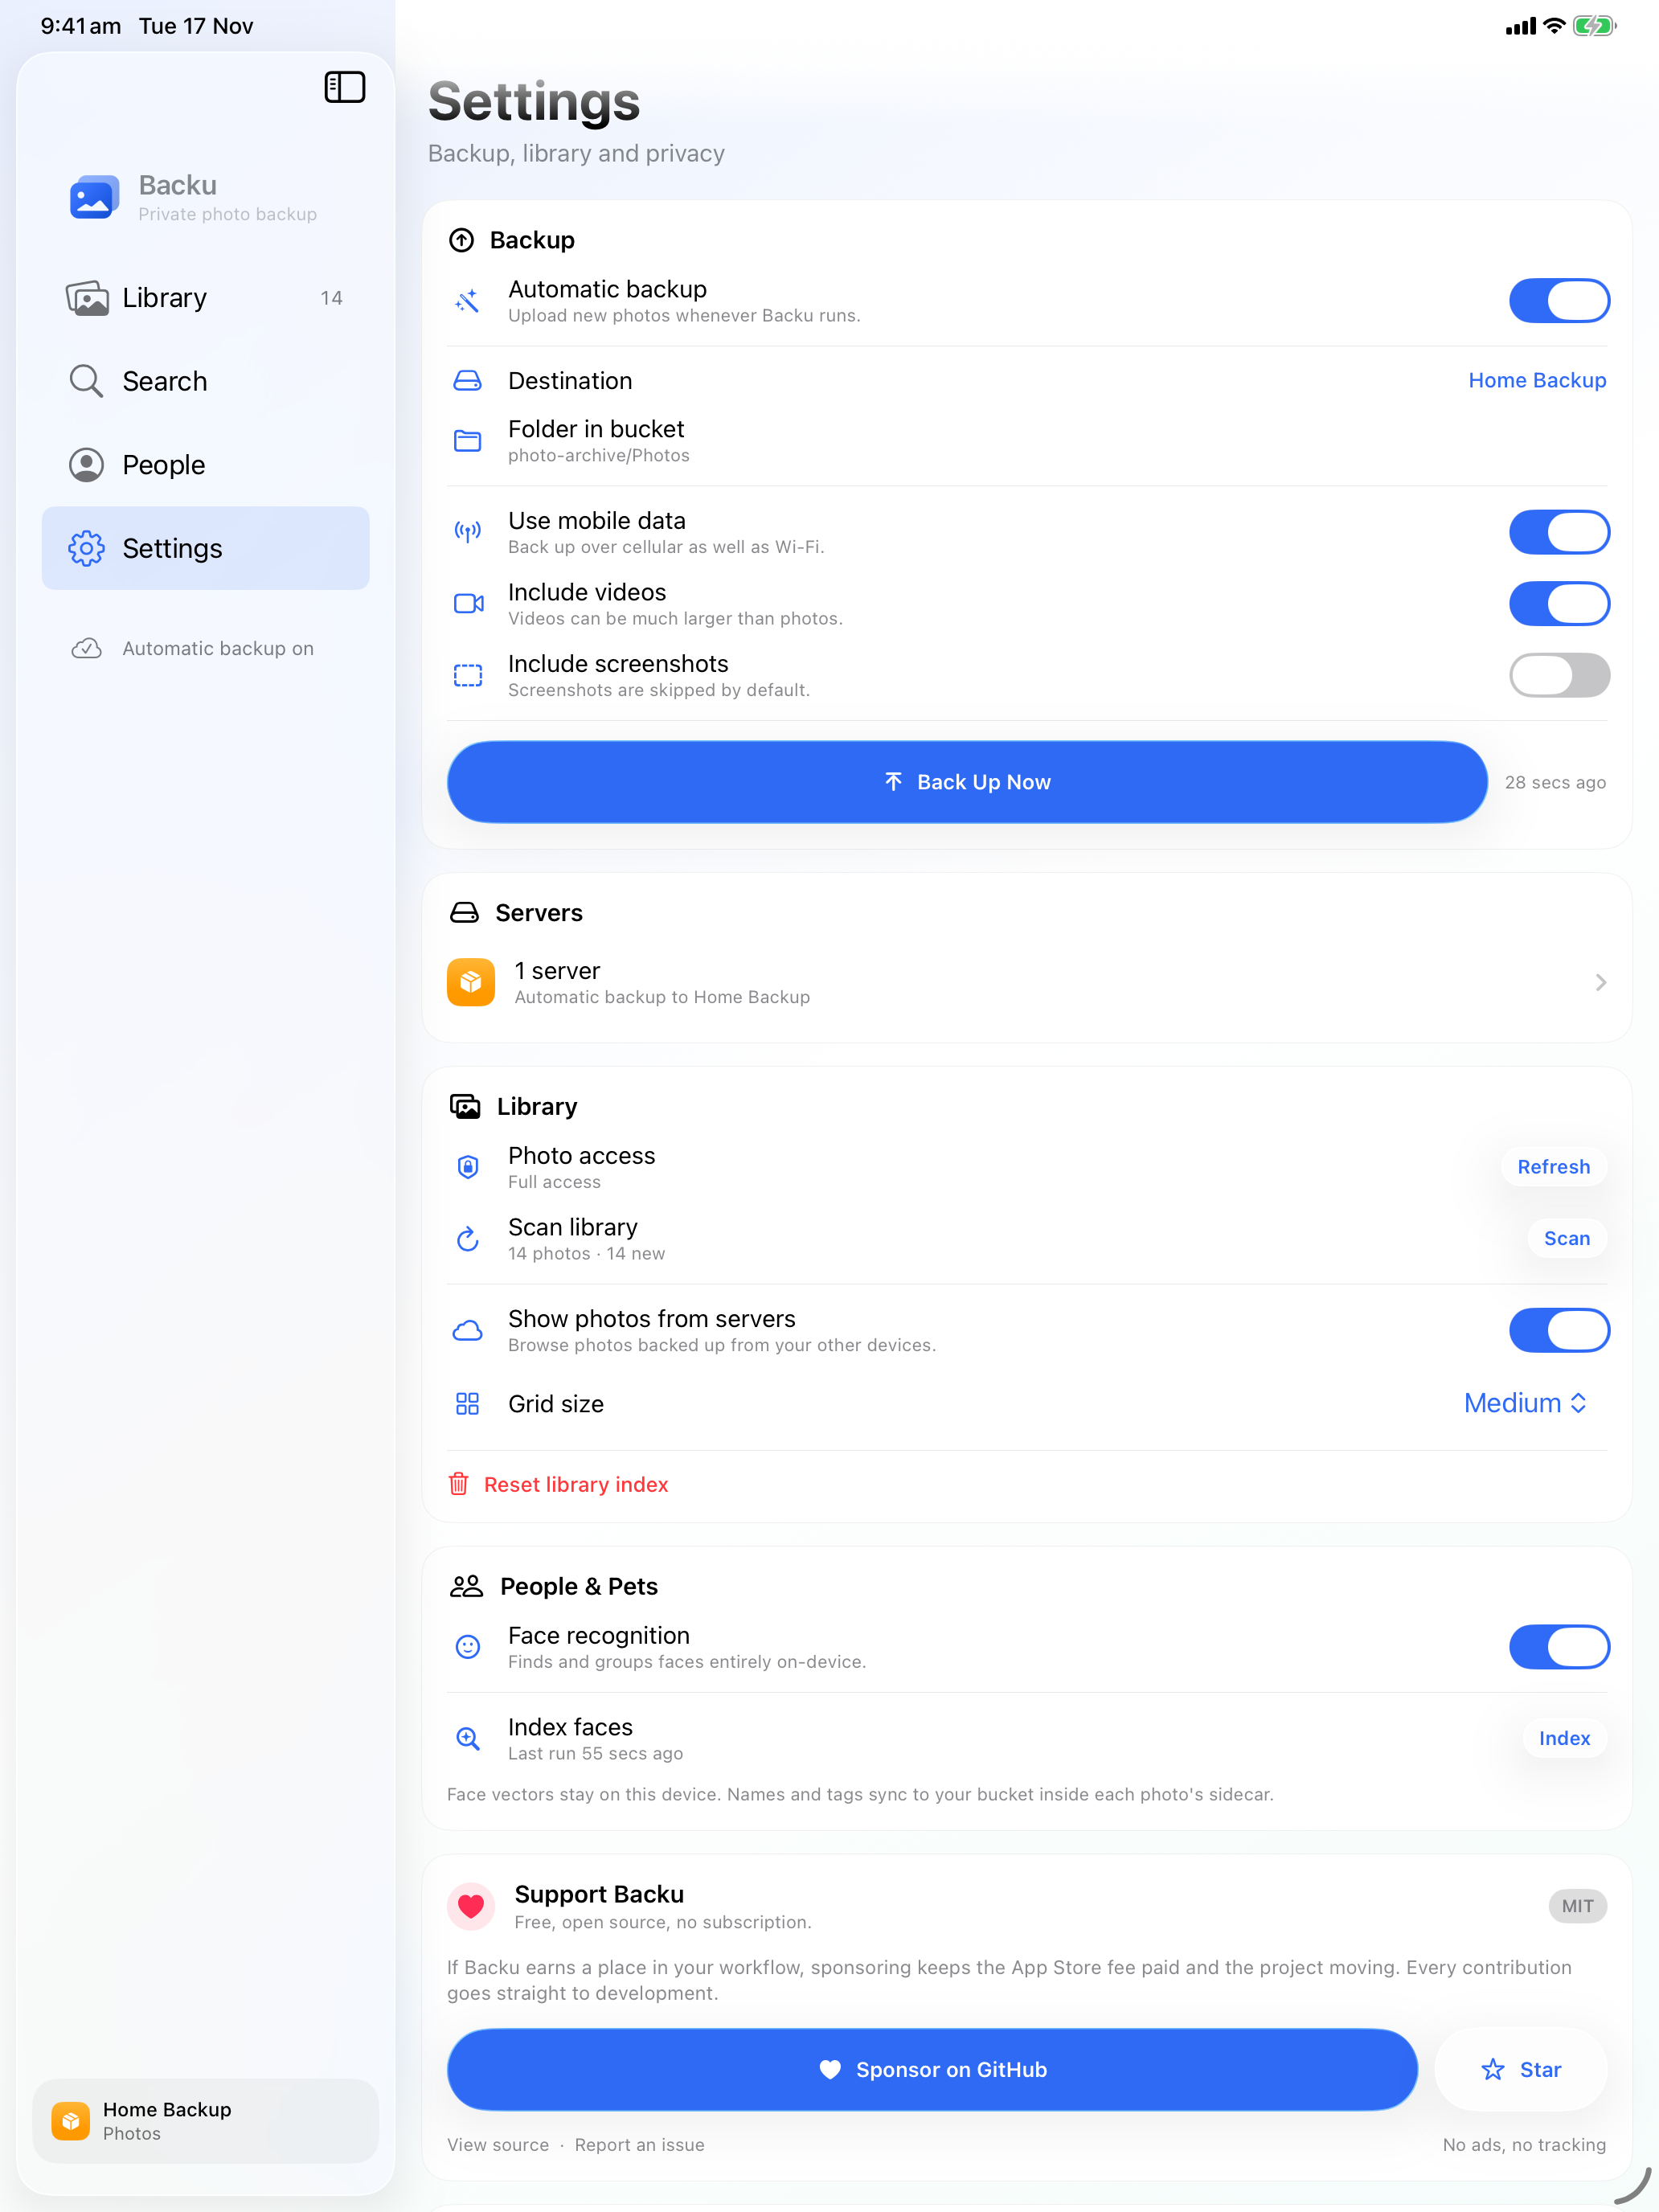 9:41 am Tue 17 Nov
Backu
Private photo backup
Library 14
Search
People
Settings
Automatic backup on
Home Backup
Photos
Settings
Backup, library and privacy
Backup
Automatic backup
Upload new photos whenever Backu runs.
Destination Home Backup
Folder in bucket
photo-archive/Photos
Use mobile data
Back up over cellular as well as Wi-Fi.
Include videos
Videos can be much larger than photos.
Include screenshots
Screenshots are skipped by default.
Back Up Now 28 secs ago
Servers
1 server
Automatic backup to Home Backup
Library
Photo access
Full access
Refresh
Scan library
14 photos · 14 new
Scan
Show photos from servers
Browse photos backed up from your other devices.
Grid size Medium
Reset library index
People & Pets
Face recognition
Finds and groups faces entirely on-device.
Index faces
Last run 55 secs ago
Index
Face vectors stay on this device. Names and tags sync to your bucket inside each photo's sidecar.
Support Backu
Free, open source, no subscription.
MIT
If Backu earns a place in your workflow, sponsoring keeps the App Store fee paid and the project moving. Every contribution
goes straight to development.
Sponsor on GitHub Star
View source · Report an issue No ads, no tracking